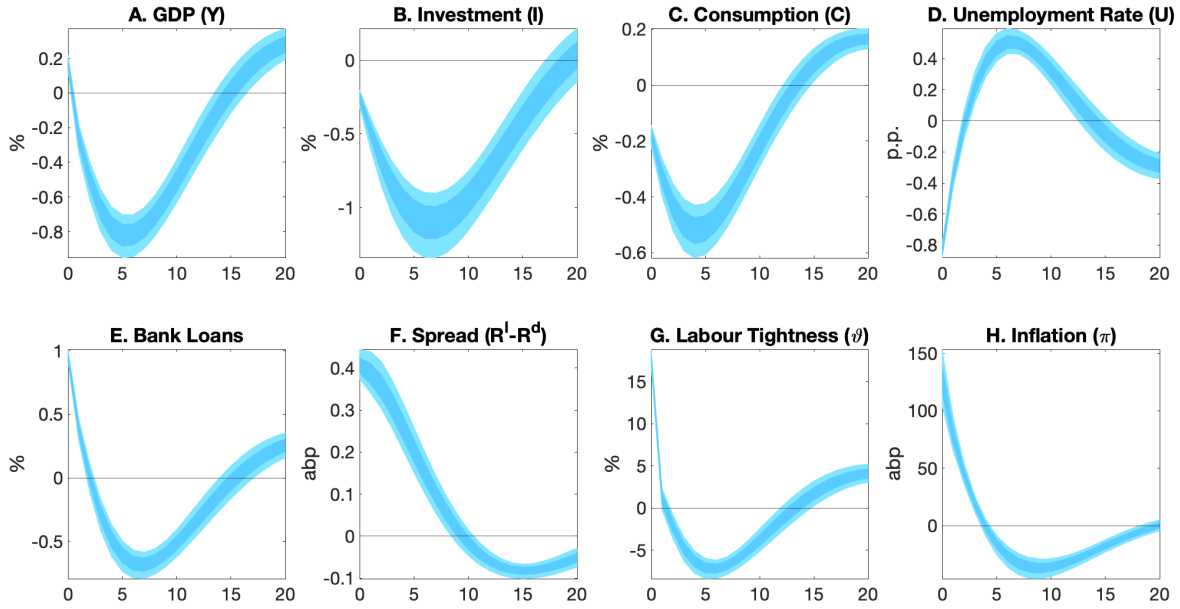 A. GDP (Y)
B. Investment (I)
C. Consumption (C)
D. Unemployment Rate (U)
%
0.2
0
-0.2
-0.4
-0.6
-0.8
0 5 10 15 20
%
0
-0.5
-1
0 5 10 15 20
%
0.2
0
-0.2
-0.4
-0.6
0 5 10 15 20
p.p.
0.4
0.2
0
-0.2
-0.4
-0.6
-0.8
0 5 10 15 20
E. Bank Loans
F. Spread (R^l-R^d)
G. Labour Tightness (ϑ)
H. Inflation (π)
%
1
0.5
0
-0.5
0 5 10 15 20
abp
0.4
0.3
0.4
0.1
0
-0.1
0 5 10 15 20
%
15
10
5
0
-5
0 5 10 15 20
abp
150
100
50
0
0 5 10 15 20